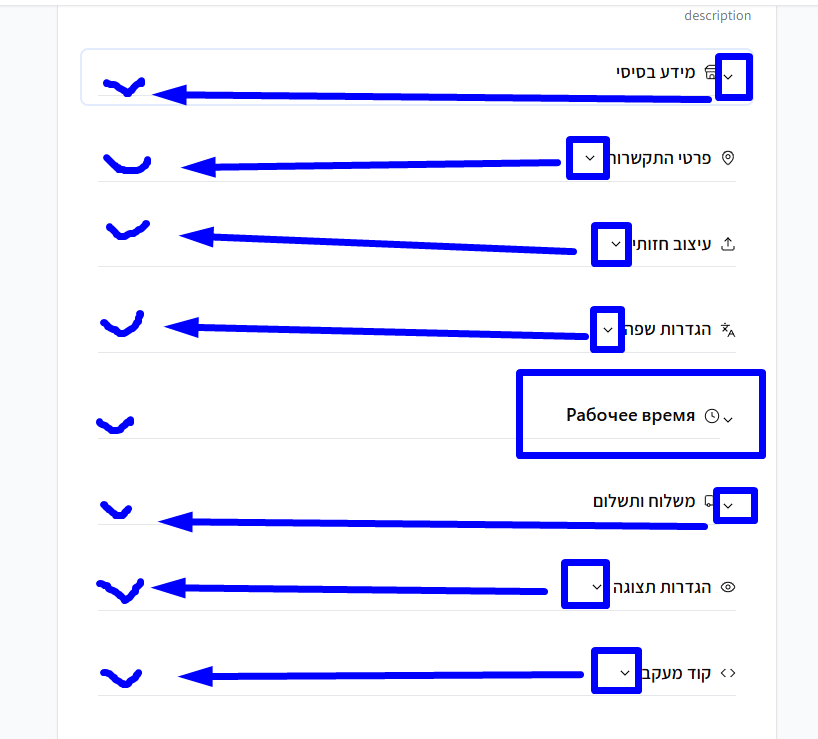 description
מידע בסיסי
פרטי התקשרות
עיצוב חזותי
הגדרות שפה
Рабочее время
משלוח ותשלום
הגדרות תצוגה
קוד מעקב